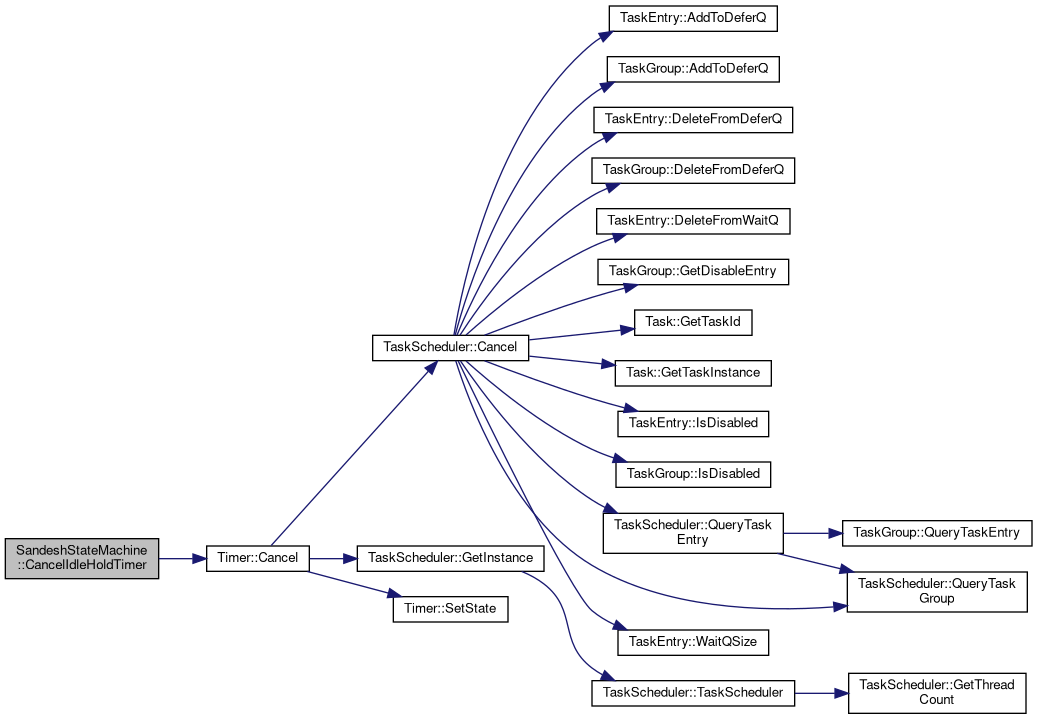 TaskEntry::AddToDeferQ
TaskGroup::AddToDeferQ
TaskEntry::DeleteFromDeferQ
TaskGroup::DeleteFromDeferQ
TaskEntry::DeleteFromWaitQ
TaskGroup::GetDisableEntry
Task::GetTaskId
TaskScheduler::Cancel
Task::GetTaskInstance
TaskEntry::IsDisabled
TaskGroup::IsDisabled
TaskScheduler::QueryTask
Entry
TaskGroup::QueryTaskEntry
SandeshStateMachine
::CancelIdleHoldTimer
Timer::Cancel
TaskScheduler::GetInstance
TaskScheduler::QueryTask
Group
Timer::SetState
TaskEntry::WaitQSize
TaskScheduler::TaskScheduler
TaskScheduler::GetThread
Count